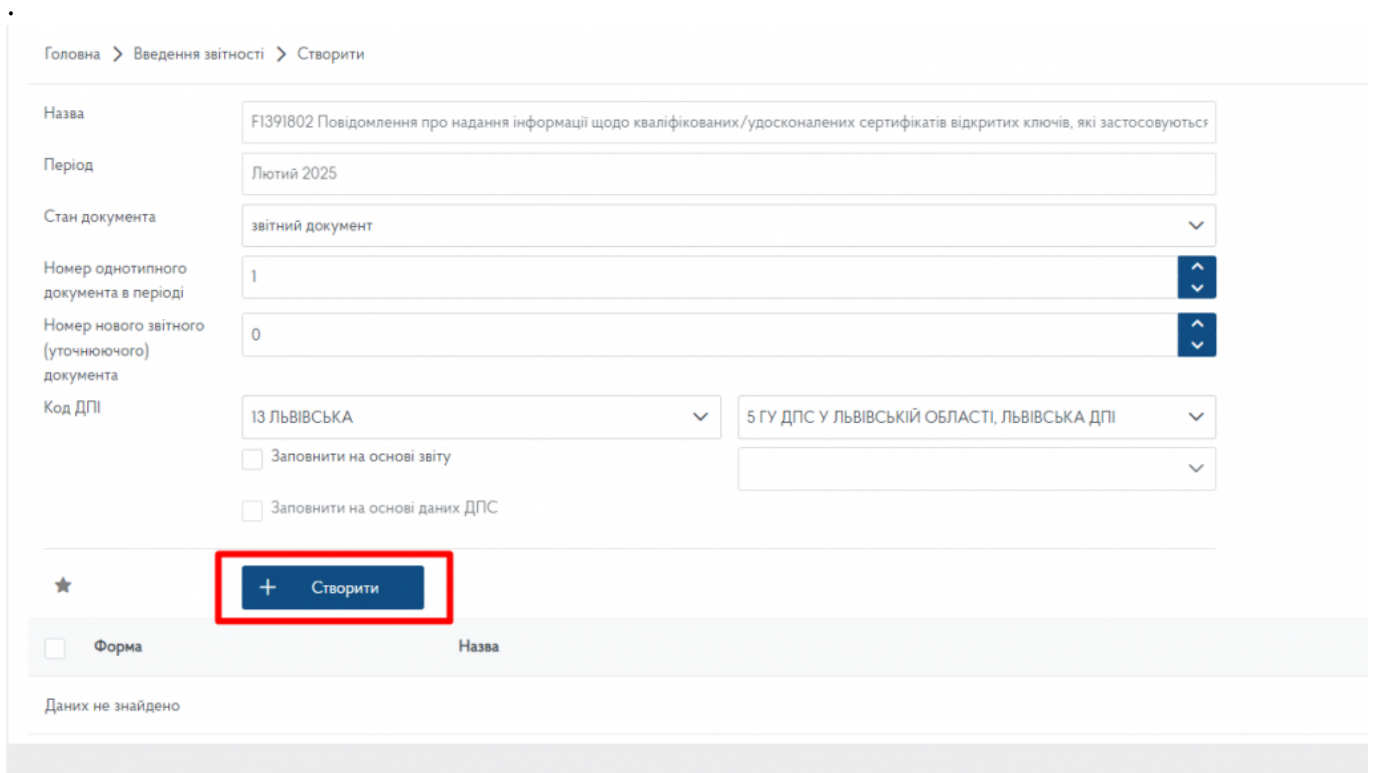 Головна > Введення звітності > Створити
Назва
F1391802 Повідомлення про надання інформації щодо кваліфікованих/удосконалених сертифікатів відкритих ключів, які застосовуються
Період
Лютий 2025
Стан документа
звітний документ
Номер однотипного
документа в періоді
1
Номер нового звітного
(уточнюючого)
документа
0
Код ДПІ
13 ЛЬВІВСЬКА
5 ГУ ДПС У ЛЬВІВСЬКІЙ ОБЛАСТІ, ЛЬВІВСЬКА ДПІ
Заповнити на основі звіту
Заповнити на основі даних ДПС
+ Створити
Форма
Назва
Даних не знайдено